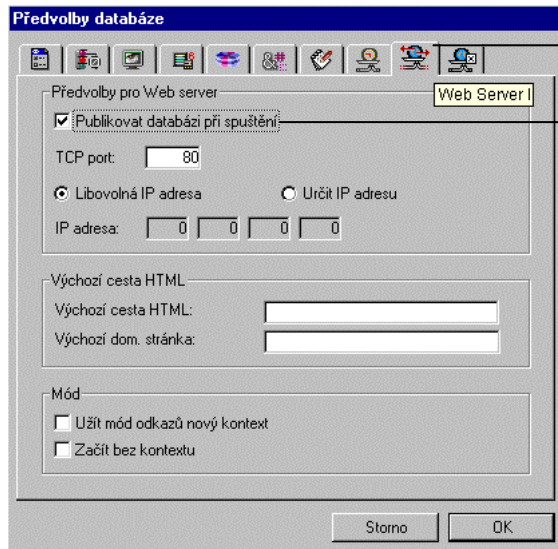 Předvolby databáze
&#
Předvolby pro Web server
Web Server I
Publikovat databázi při spuštění
TCP port: 80
Libovolná IP adresa Určit IP adresu
IP adresa: 0 0 0 0
Výchozí cesta HTML
Výchozí cesta HTML:
Výchozí dom. stránka:
Mód
Užít mód odkazů nový kontext
Začít bez kontextu
Storno OK